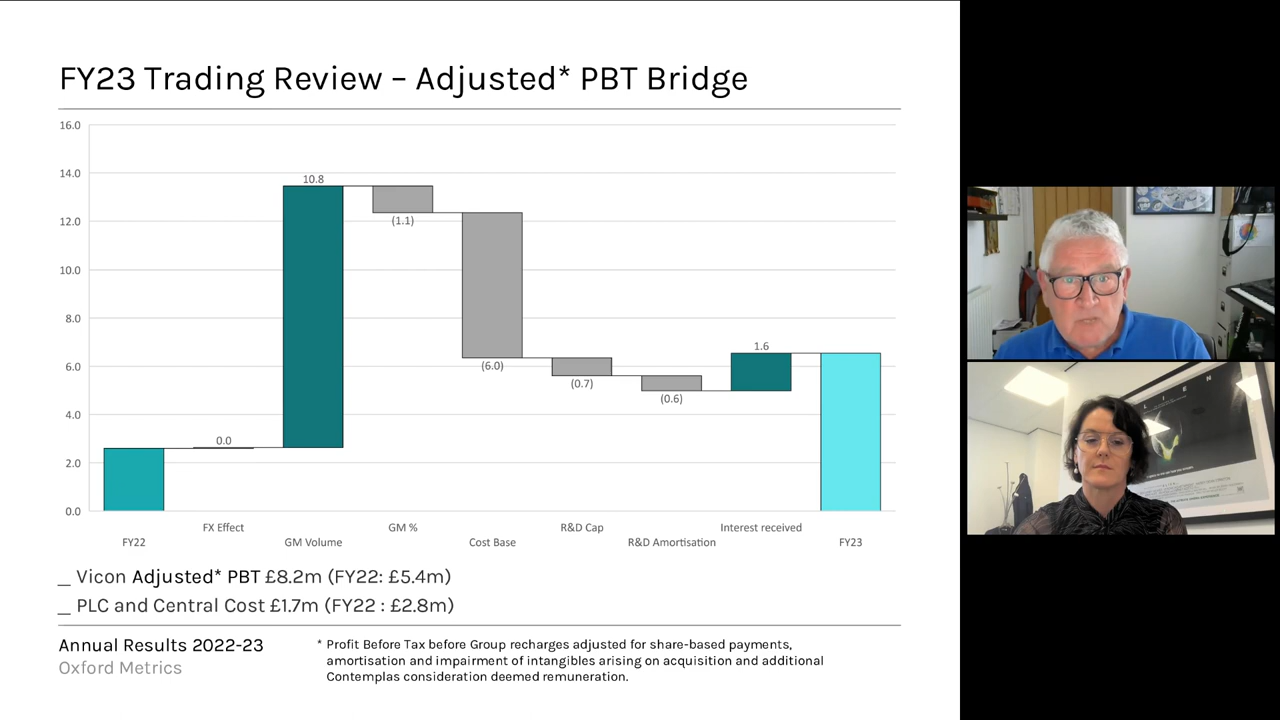 FY23 Trading Review – Adjusted* PBT Bridge
16.0
14.0
12.0
10.0
8.0
6.0
4.0
2.0
0.0
0.0
10.8
(1.1)
(6.0)
(0.7)
(0.6)
1.6
FX Effect
GM %
R&D Cap
Interest received
FY22
GM Volume
Cost Base
R&D Amortisation
FY23
_ Vicon Adjusted* PBT £8.2m (FY22: £5.4m)
_ PLC and Central Cost £1.7m (FY22 : £2.8m)
Annual Results 2022-23
Oxford Metrics
* Profit Before Tax before Group recharges adjusted for share-based payments,
amortisation and impairment of intangibles arising on acquisition and additional
Contemplas consideration deemed remuneration.
L I E N